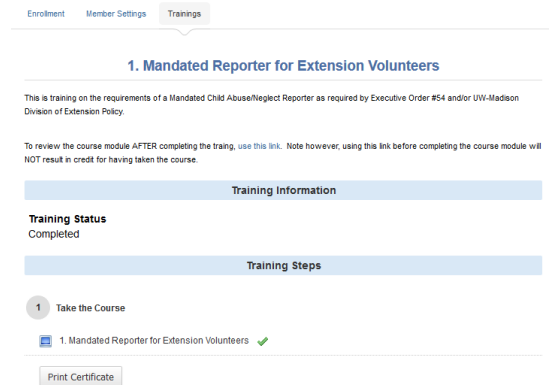 Enrollment Member Settings Trainings
1. Mandated Reporter for Extension Volunteers
This is training on the requirements of a Mandated Child Abuse/Neglect Reporter as required by Executive Order #54 and/or UW-Madison
Division of Extension Policy.
To review the course module AFTER completing the traing, use this link. Note however, using this link before completing the course module will
NOT result in credit for having taken the course.
Training Information
Training Status
Completed
Training Steps
1 Take the Course
1. Mandated Reporter for Extension Volunteers
Print Certificate